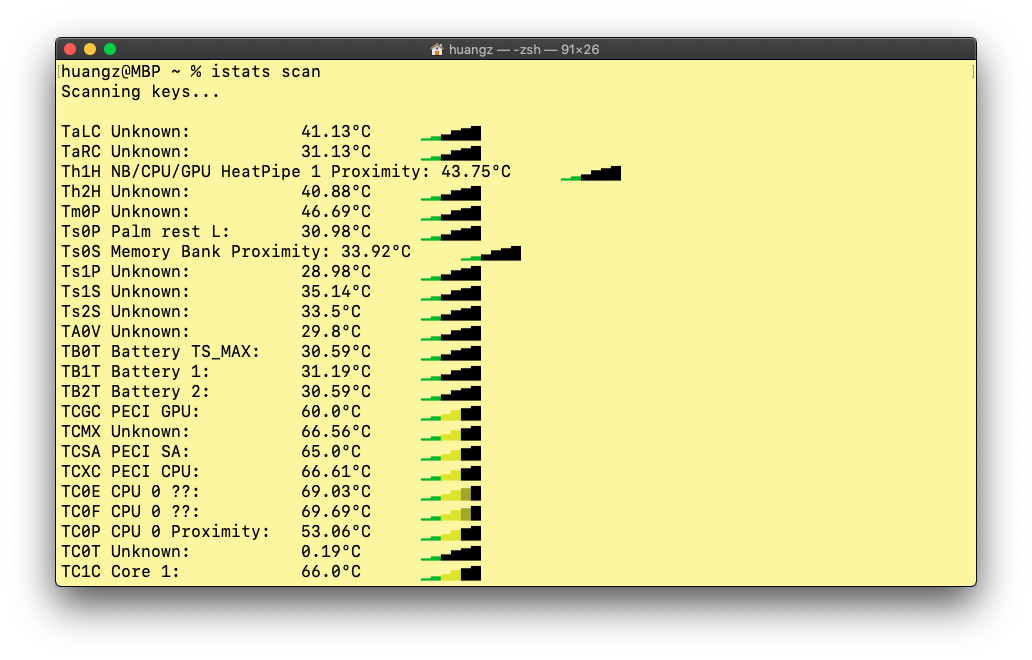 huangz — -zsh — 91×26
[huangz@MBP ~ % istats scan ]
Scanning keys...
TaLC Unknown: 41.13°C
TaRC Unknown: 31.13°C
Th1H NB/CPU/GPU HeatPipe 1 Proximity: 43.75°C
Th2H Unknown: 40.88°C
Tm0P Unknown: 46.69°C
Ts0P Palm rest L: 30.98°C
Ts0S Memory Bank Proximity: 33.92°C
Ts1P Unknown: 28.98°C
Ts1S Unknown: 35.14°C
Ts2S Unknown: 33.5°C
TA0V Unknown: 29.8°C
TB0T Battery TS_MAX: 30.59°C
TB1T Battery 1: 31.19°C
TB2T Battery 2: 30.59°C
TCGC PECI GPU: 60.0°C
TCMX Unknown: 66.56°C
TCSA PECI SA: 65.0°C
TCXC PECI CPU: 66.61°C
TC0E CPU 0 ??: 69.03°C
TC0F CPU 0 ??: 69.69°C
TC0P CPU 0 Proximity: 53.06°C
TC0T Unknown: 0.19°C
TC1C Core 1: 66.0°C